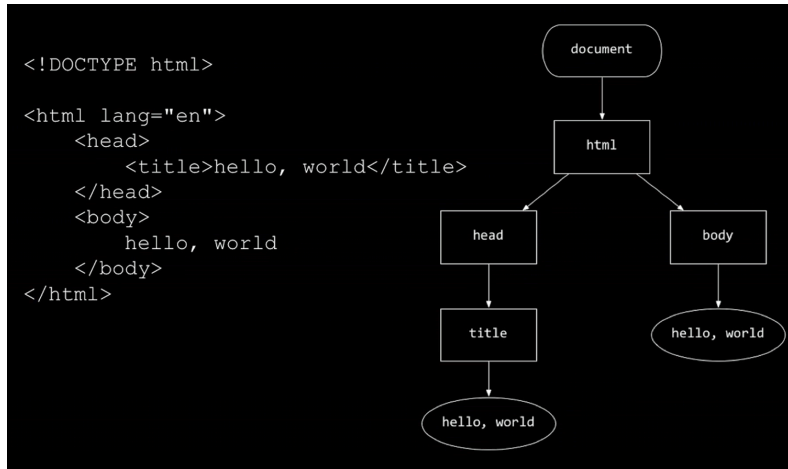 <!DOCTYPE html>
<html lang="en">
<head>
<title>hello, world</title>
</head>
<body>
hello, world
</body>
</html>
document
html
head
body
title
hello, world
hello, world